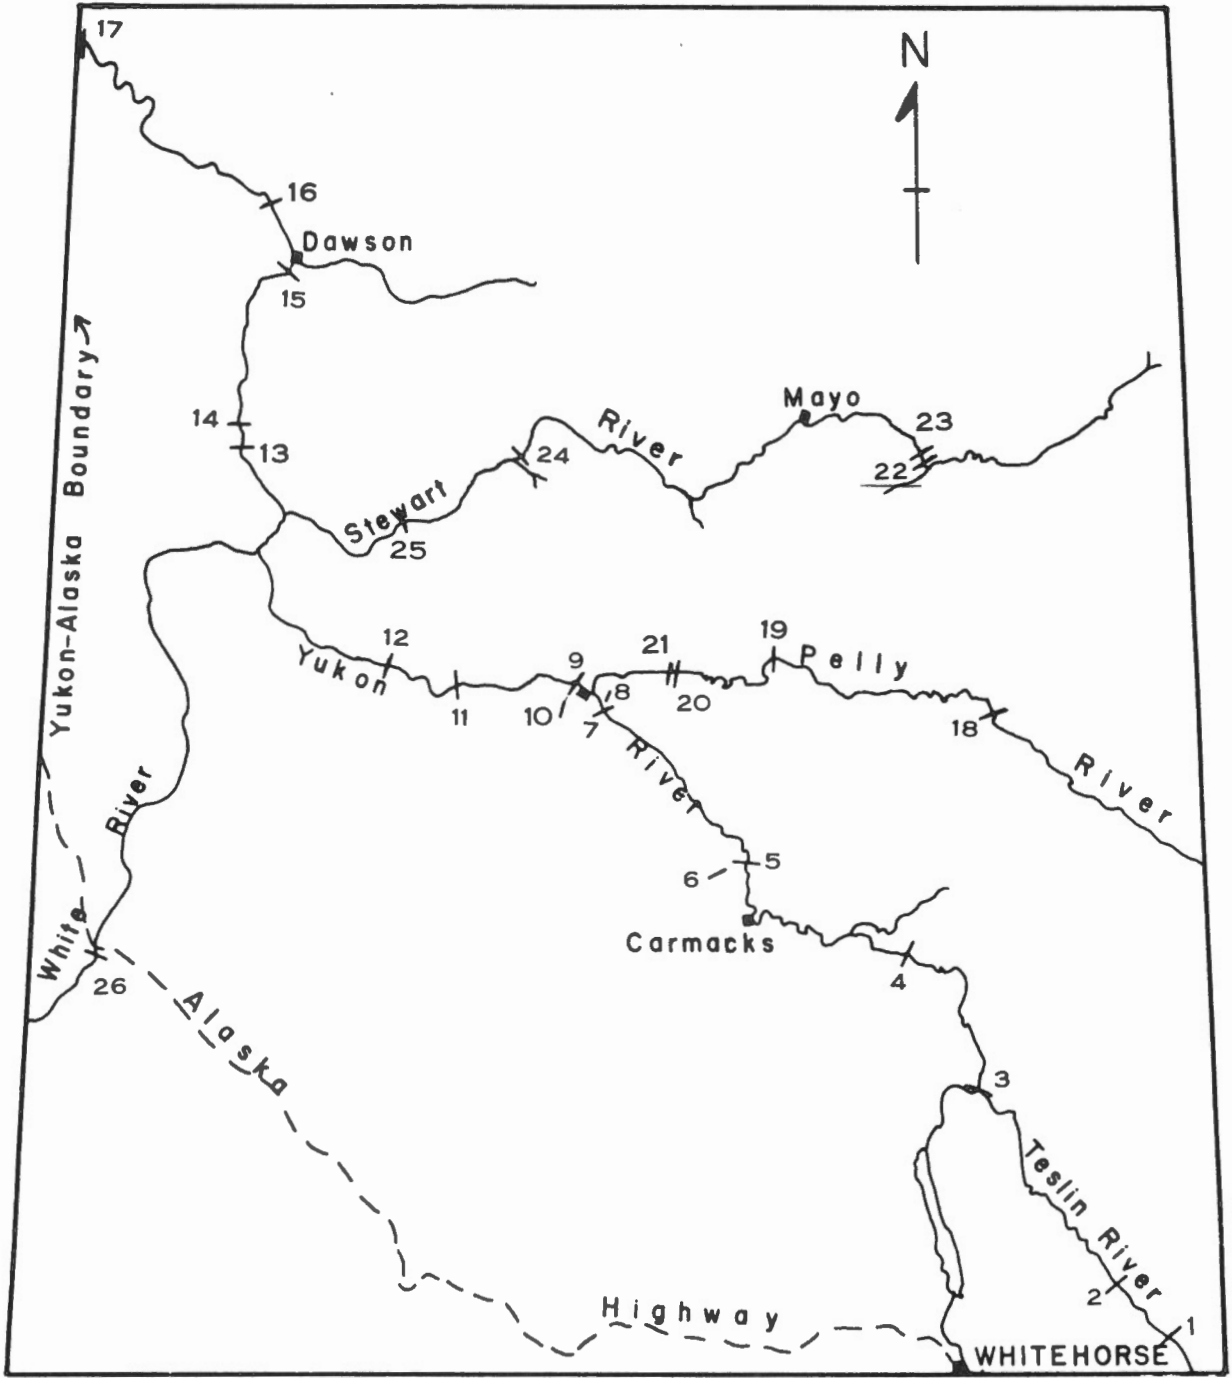 17
N
16
Dawson
15
Yukon-Alaska Boundary
14
13
Mayo
River
23
22
24
Stewart
25
12
Yukon
11
9
10
8
7
21
20
19
Pelly
18
River
River
River
White
26
6
5
Carmacks
4
Alaska
3
Teslin River
2
1
Highway
WHITEHORSE